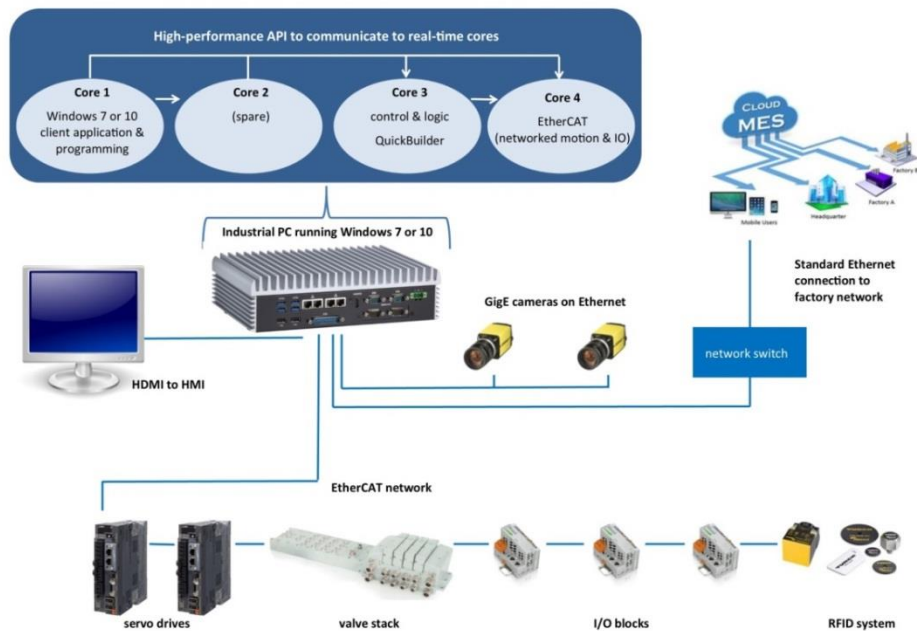 High-performance API to communicate to real-time cores
Core 1
Windows 7 or 10
client application &
programming
Core 2
(spare)
Core 3
control & logic
QuickBuilder
Core 4
EtherCAT
(networked motion & IO)
CLOUD
MES
Factory B
Factory A
Headquarter
Mobile Users
Industrial PC running Windows 7 or 10
Standard Ethernet
connection to
factory network
GigE cameras on Ethernet
network switch
HDMI to HMI
EtherCAT network
servo drives
valve stack
I/O blocks
RFID system